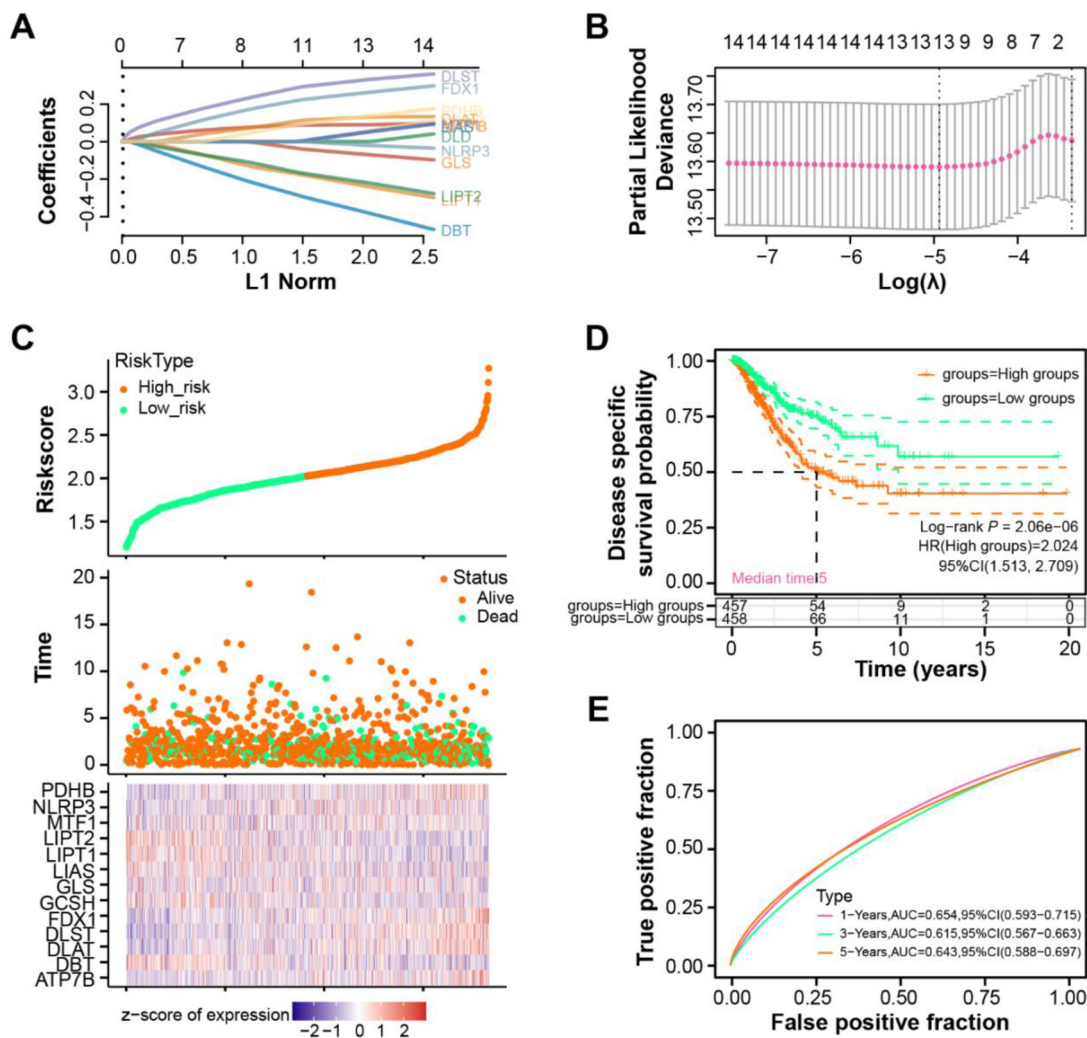 A
0 7 8 11 13 14
Coefficients
0.2
0.0
−0.2
−0.4
DLST
FDX1
PDHB
DLAT
DLD
NLRP3
GLS
LIPT2
LIPT1
DBT
0.0 0.5 1.0 1.5 2.0 2.5
L1 Norm
B
14 14 14 14 14 14 14 13 13 13 9 9 8 7 2
Partial Likelihood
Deviance
13.70
13.60
13.50
−7 −6 −5 −4
Log(λ)
C
RiskType
High_risk
Low_risk
Riskscore
3.0
2.5
2.0
1.5
Status
Alive
Dead
Time
20
15
10
5
0
PDHB
NLRP3
MTF1
LIPT2
LIPT1
LIAS
GLS
GCSH
FDX1
DLST
DLAT
DBT
ATP7B
z−score of expression
−2 −1 0 1 2
D
Disease specific
survival probability
1.00
0.75
0.50
0.25
0.00
groups=High groups
groups=Low groups
Log−rank P = 2.06e−06
HR(High groups)=2.024
95%CI(1.513, 2.709)
Median time:5
groups=High groups 457 54 9 2 0
groups=Low groups 458 66 11 1 0
0 5 10 15 20
Time (years)
E
True positive fraction
1.00
0.75
0.50
0.25
0.00
Type
1−Years,AUC=0.654,95%CI(0.593−0.715)
3−Years,AUC=0.615,95%CI(0.567−0.663)
5−Years,AUC=0.643,95%CI(0.588−0.697)
0.00 0.25 0.50 0.75 1.00
False positive fraction